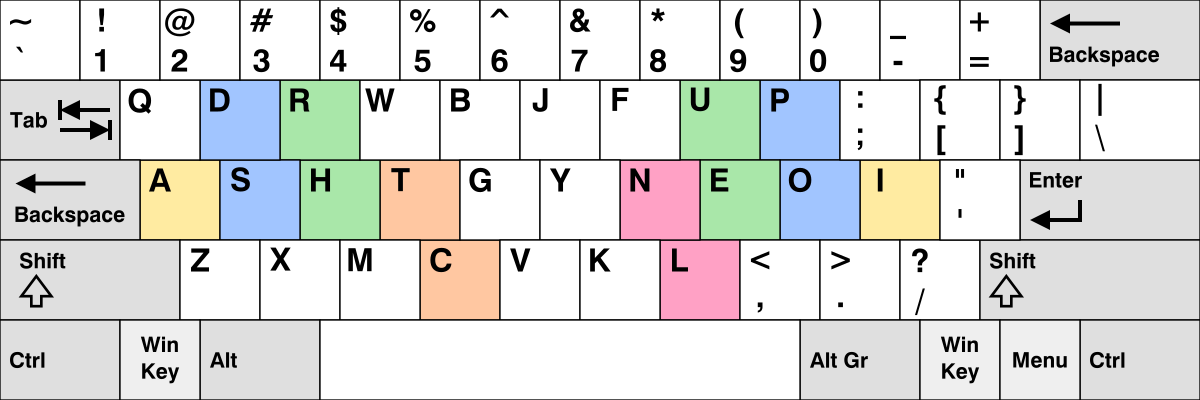 ~ ! @ # $ % ^ & * ( ) _ +
` 1 2 3 4 5 6 7 8 9 0 - = Backspace
Tab Q D R W B J F U P : { } |
; [ ] \
Backspace A S H T G Y N E O I " Enter
'
Shift Z X M C V K L < > ? Shift
, . /
Ctrl Win Key Alt Alt Gr Win Key Menu Ctrl